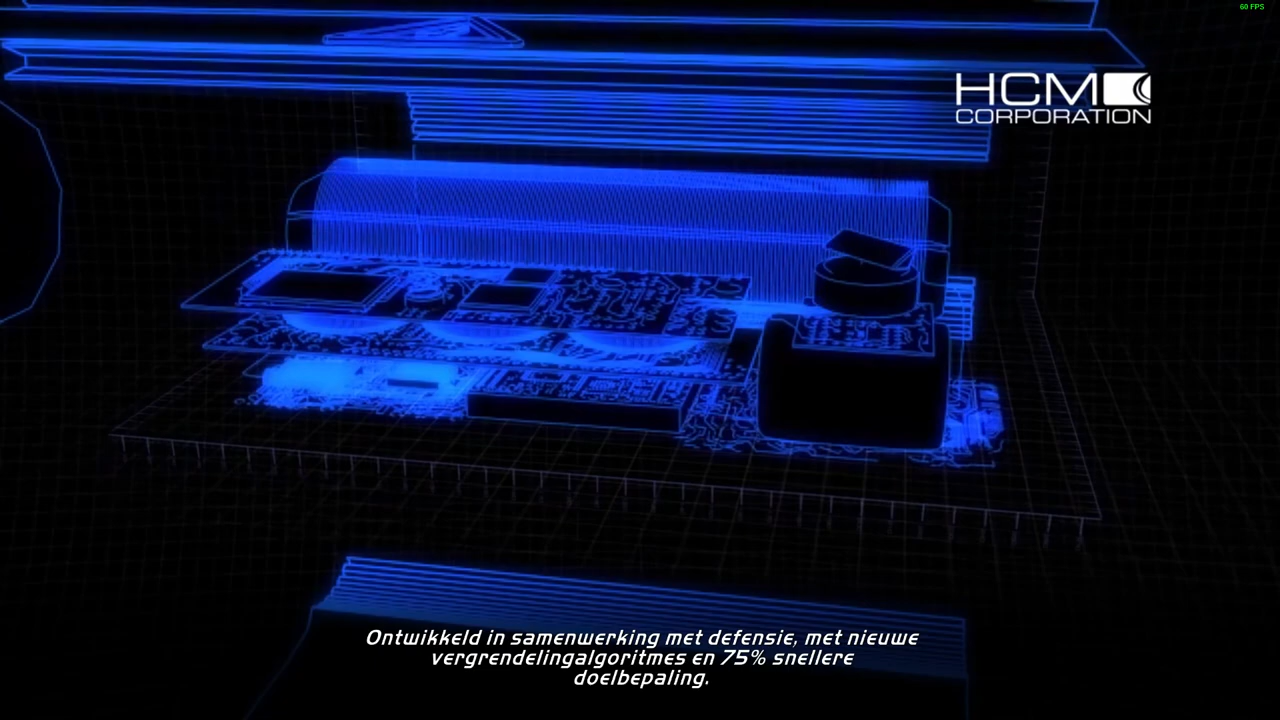 60 FPS
HCM
CORPORATION
Ontwikkeld in samenwerking met defensie, met nieuwe
vergrendelingalgoritmes en 75% snellere
doelbepaling.